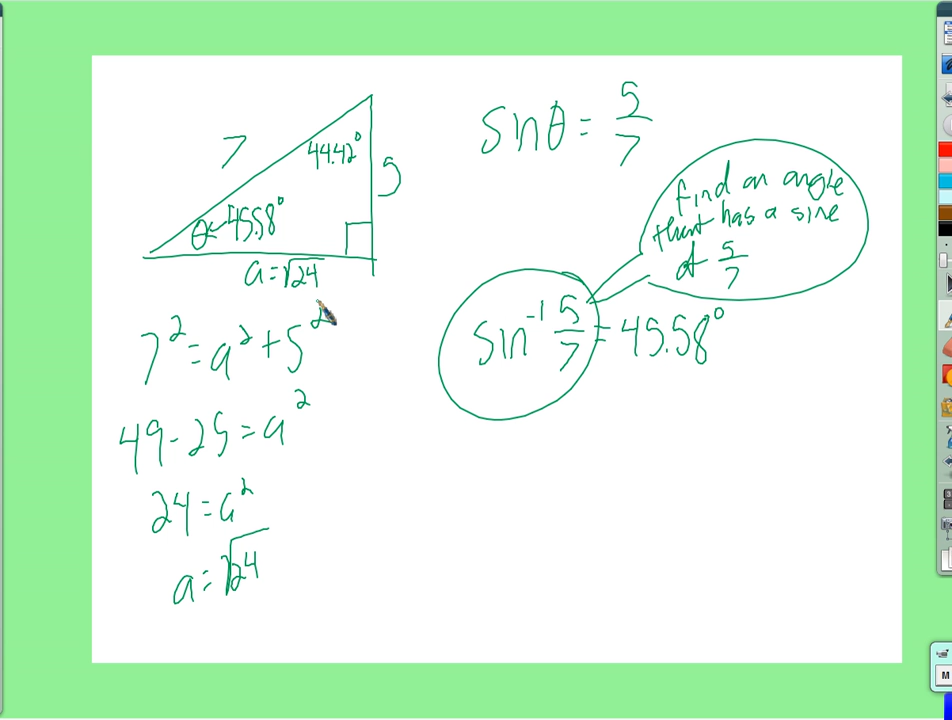 7
44.42°
5
θ 45.58°
a = √24
7² = a² + 5²
49 - 25 = a²
24 = a²
a = √24
sin θ = 5/7
find an angle
that has a sine
of 5/7
sin⁻¹ 5/7 = 45.58°
M